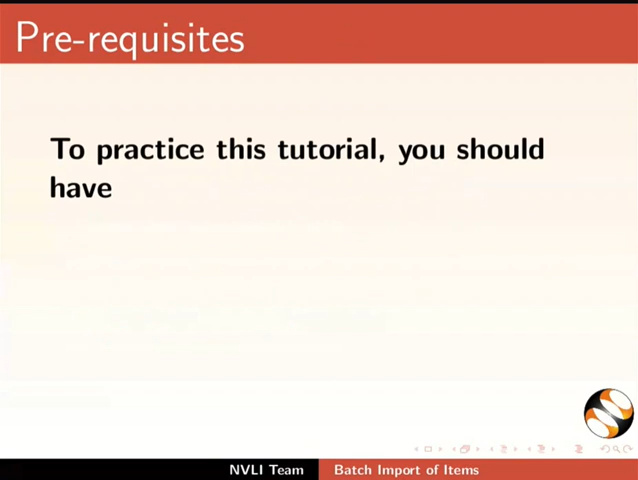 Pre-requisites
To practice this tutorial, you should
have
NVLI Team
Batch Import of Items